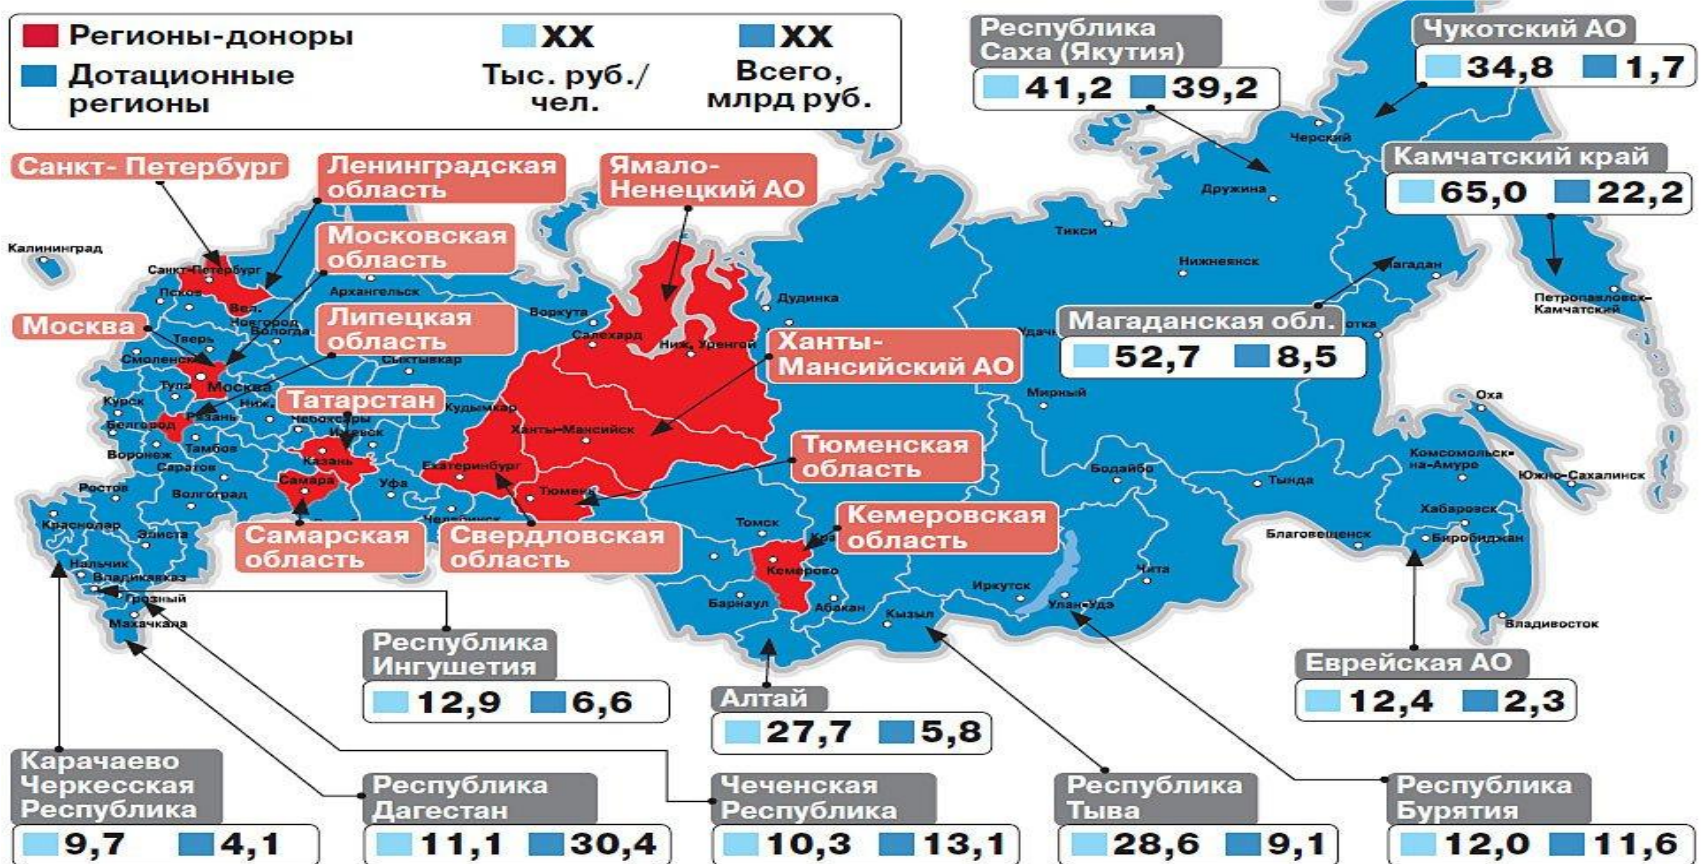 Регионы-доноры
Дотационные
регионы
XX
Тыс. руб./
чел.
XX
Всего,
млрд руб.
Республика
Саха (Якутия)
41,2 39,2
Чукотский АО
34,8 1,7
Камчатский край
65,0 22,2
Санкт- Петербург
Ленинградская
область
Ямало-
Ненецкий АО
Московская
область
Москва
Липецкая
область
Татарстан
Ханты-
Мансийский АО
Магаданская обл.
52,7 8,5
Тюменская
область
Самарская
область
Свердловская
область
Кемеровская
область
Калининград
Санкт-Петербург
Псков
Вел.
Новгород
Вологда
Архангельск
Воркута
Салехард
Ниж. Уренгой
Дудинка
Тикси
Дружина
Черский
Нижнеянск
Магадан
Петропавловск-
Камчатский
Тверь
Смоленск
Сыктывкар
Тула
Москва
Курск
Рязань
Ниж.
Чебоксары
Ижевск
Кудымкар
Белгород
Воронеж
Тамбов
Казань
Саратов
Самара
Уфа
Ханты-Мансийск
Екатеринбург
Тюмень
Челябинск
Ростов
Волгоград
Краснодар
Элиста
Нальчик
Владикавказ
Грозный
Махачкала
Томск
Кемерово
Барнаул
Абакан
Кызыл
Иркутск
Улан-Удэ
Чита
Мирный
Бодайбо
Тында
Благовещенск
Оха
Комсомольск-
на-Амуре
Южно-Сахалинск
Хабаровск
Биробиджан
Владивосток
Республика
Ингушетия
12,9 6,6
Алтай
27,7 5,8
Еврейская АО
12,4 2,3
Карачаево
Черкесская
Республика
9,7 4,1
Республика
Дагестан
11,1 30,4
Чеченская
Республика
10,3 13,1
Республика
Тыва
28,6 9,1
Республика
Бурятия
12,0 11,6